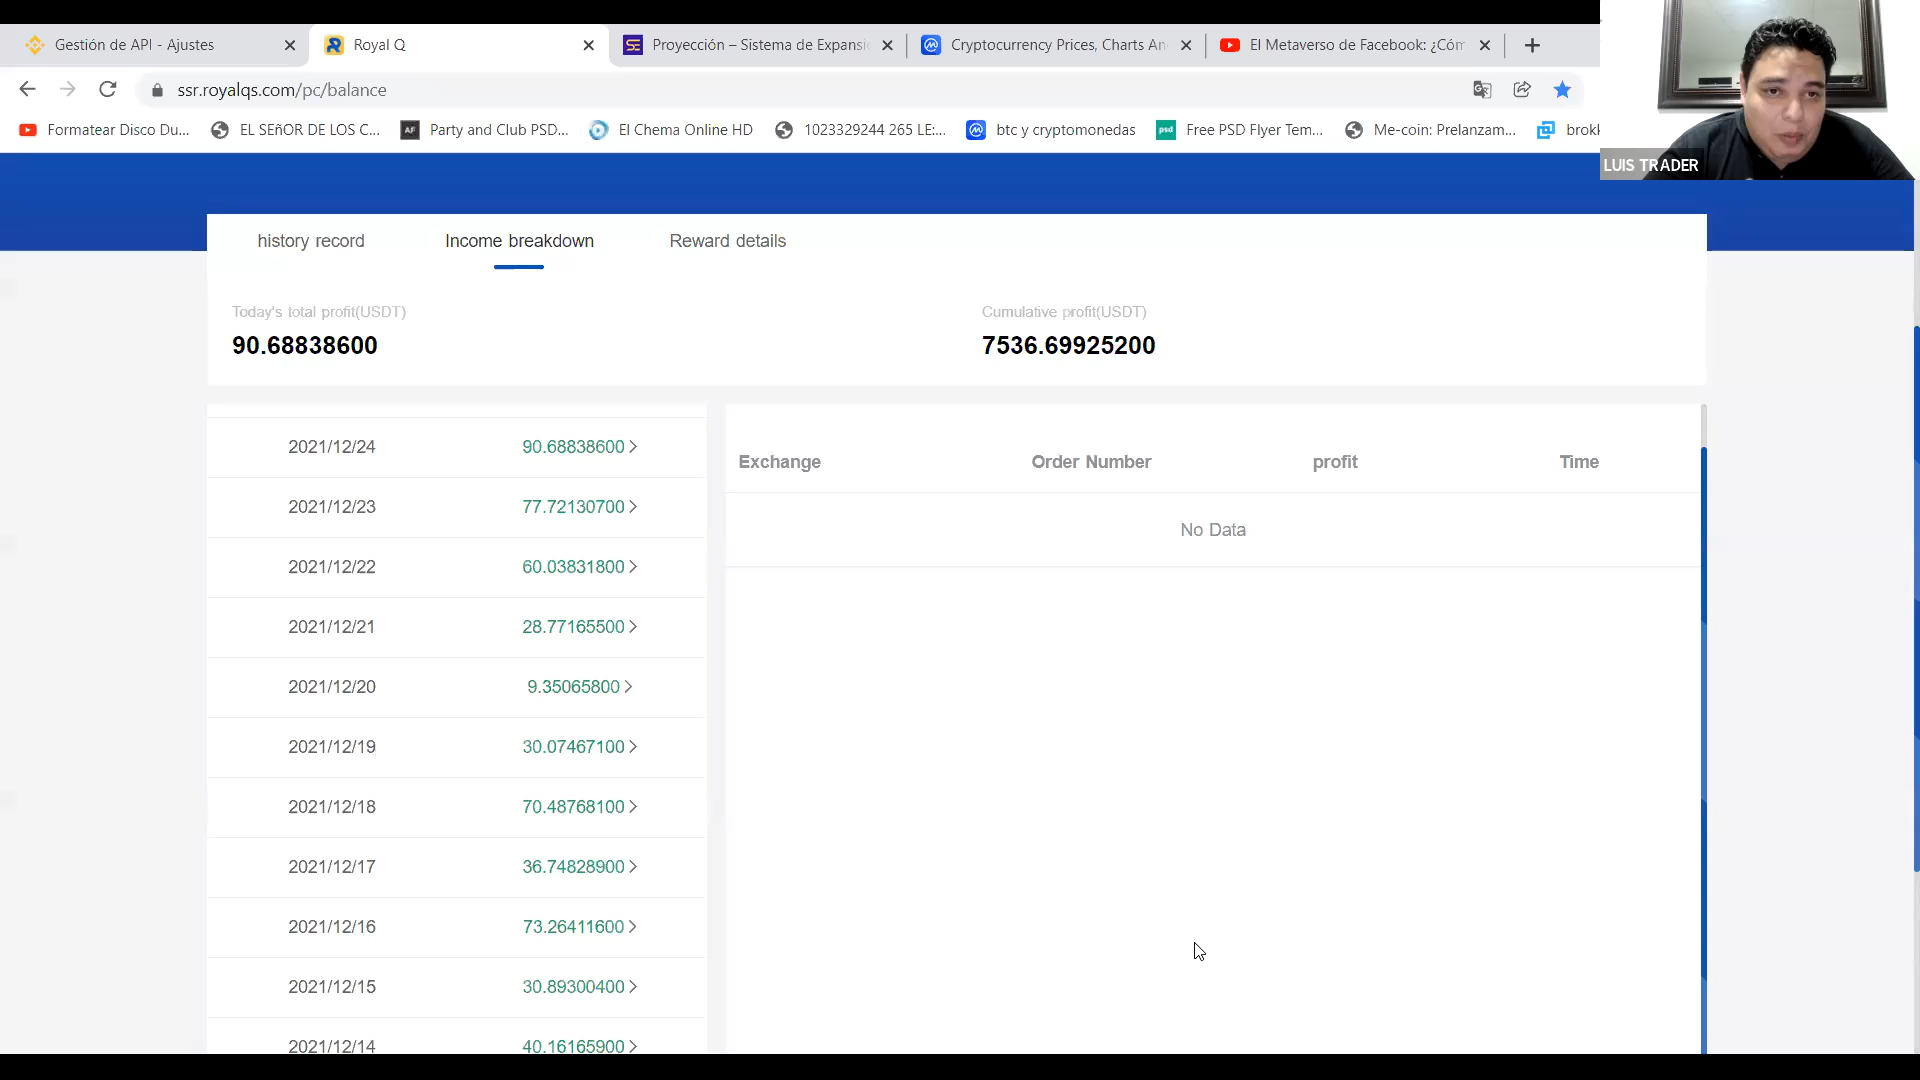 Gestión de API - Ajustes
Royal Q
Proyección – Sistema de Expansi
Cryptocurrency Prices, Charts An
El Metaverso de Facebook: ¿Cóm
ssr.royalqs.com/pc/balance
Formatear Disco Du...
EL SEñOR DE LOS C...
AF
Party and Club PSD...
El Chema Online HD
1023329244 265 LE:...
btc y cryptomonedas
psd
Free PSD Flyer Tem...
Me-coin: Prelanzam...
brokk
LUIS TRADER
history record
Income breakdown
Reward details
Today's total profit(USDT)
90.68838600
Cumulative profit(USDT)
7536.69925200
2021/12/24 90.68838600
2021/12/23 77.72130700
2021/12/22 60.03831800
2021/12/21 28.77165500
2021/12/20 9.35065800
2021/12/19 30.07467100
2021/12/18 70.48768100
2021/12/17 36.74828900
2021/12/16 73.26411600
2021/12/15 30.89300400
2021/12/14 40.16165900
Exchange Order Number profit Time
No Data